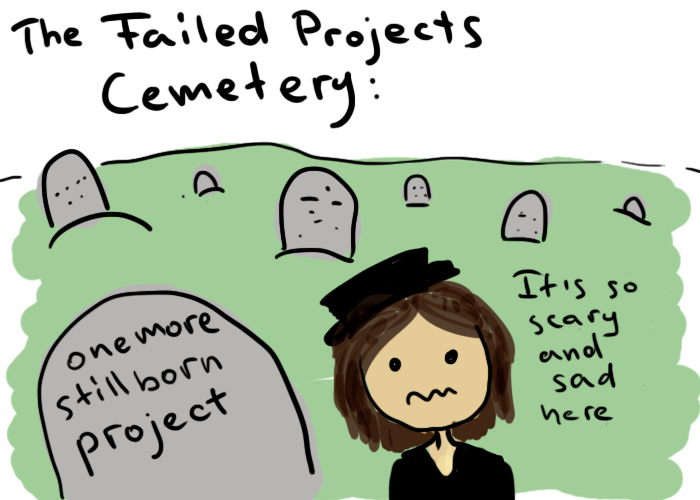 The Failed Projects
Cemetery:
one more
stillborn
project
It's so
scary
and
sad
here